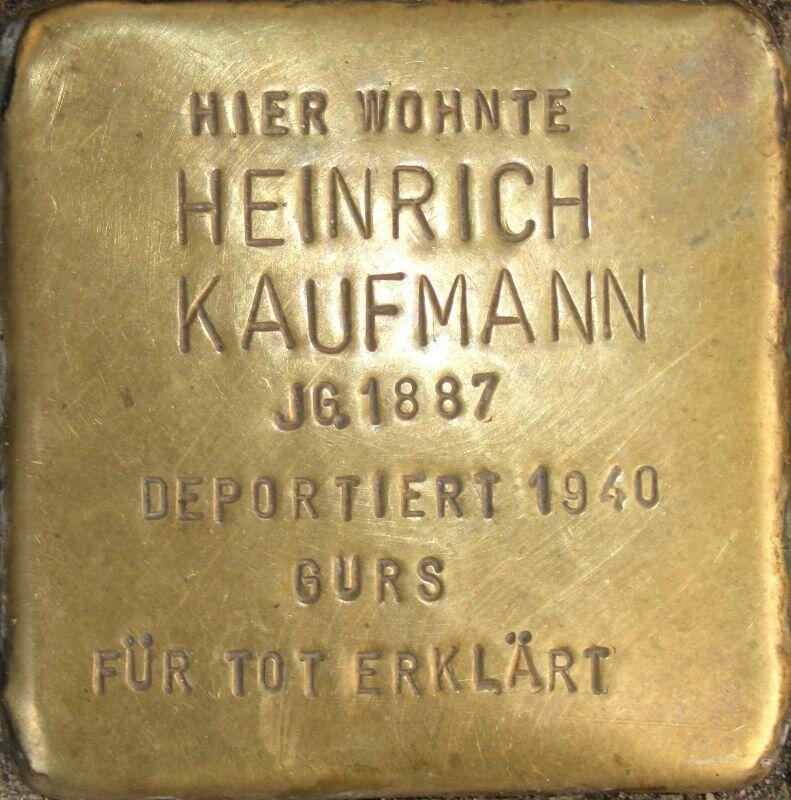 HIER WOHNTE
HEINRICH
KAUFMANN
JG. 1887
DEPORTIERT 1940
GURS
FÜR TOT ERKLÄRT